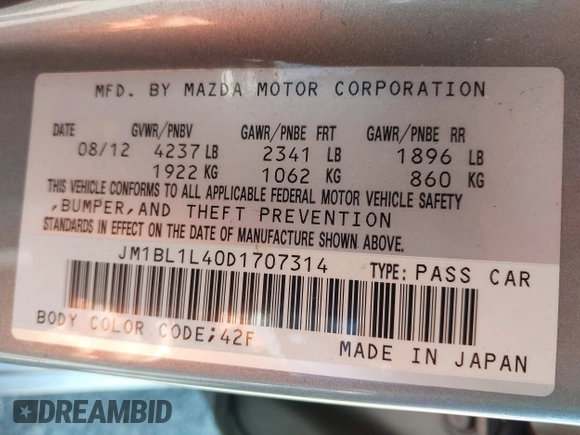 MFD. BY MAZDA MOTOR CORPORATION
DATE GVWR/PNBV GAWR/PNBE FRT GAWR/PNBE RR
08/12 4237 LB 2341 LB 1896 LB
1922 KG 1062 KG 860 KG
THIS VEHICLE CONFORMS TO ALL APPLICABLE FEDERAL MOTOR VEHICLE SAFETY
,BUMPER,AND THEFT PREVENTION
STANDARDS IN EFFECT ON THE DATE OF MANUFACTURE SHOWN ABOVE.
JM1BL1L40D1707314 TYPE: PASS CAR
BODY COLOR CODE;42F
MADE IN JAPAN
DREAMBID